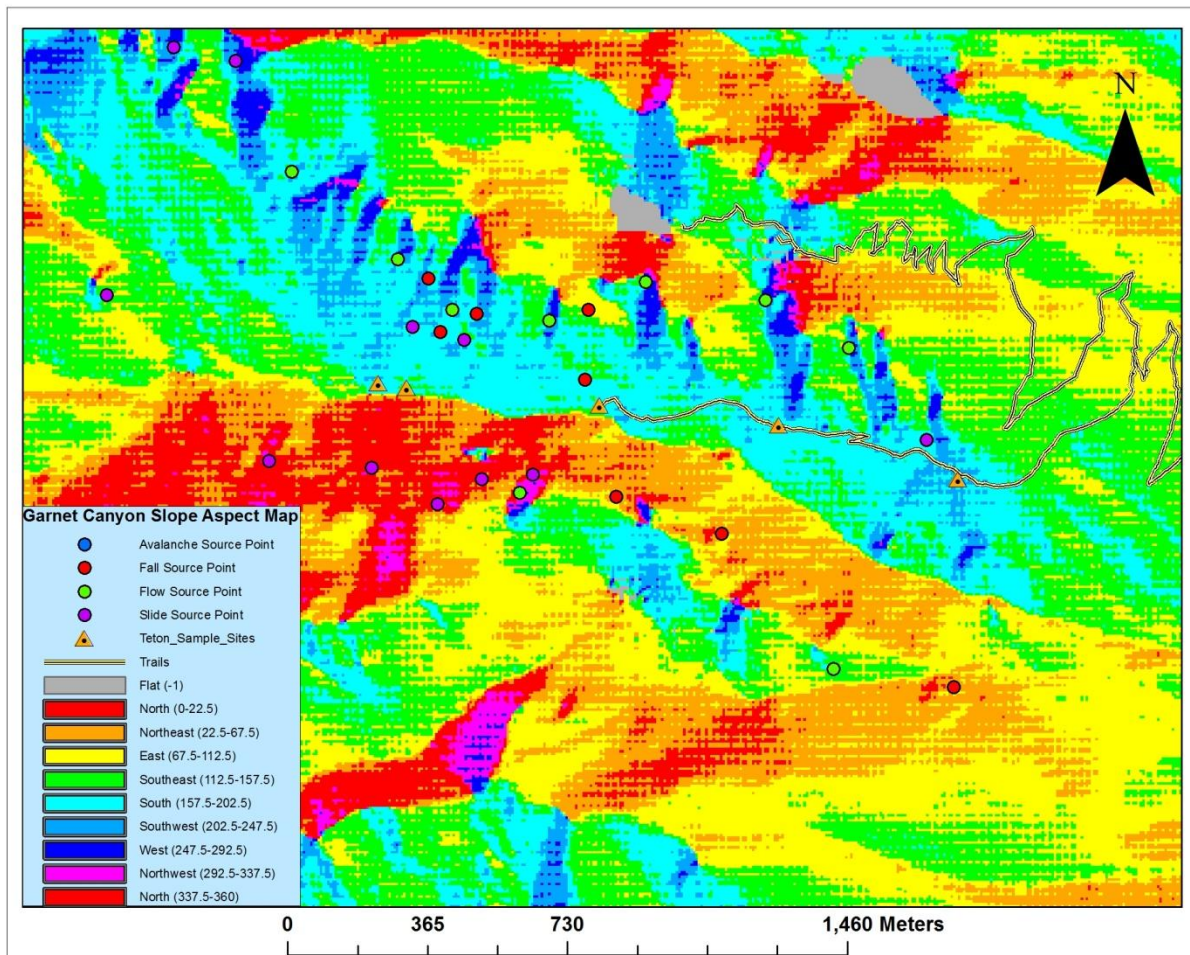 N
Garnet Canyon Slope Aspect Map
Avalanche Source Point
Fall Source Point
Flow Source Point
Slide Source Point
Teton_Sample_Sites
Trails
Flat (-1)
North (0-22.5)
Northeast (22.5-67.5)
East (67.5-112.5)
Southeast (112.5-157.5)
South (157.5-202.5)
Southwest (202.5-247.5)
West (247.5-292.5)
Northwest (292.5-337.5)
North (337.5-360)
0 365 730 1,460 Meters